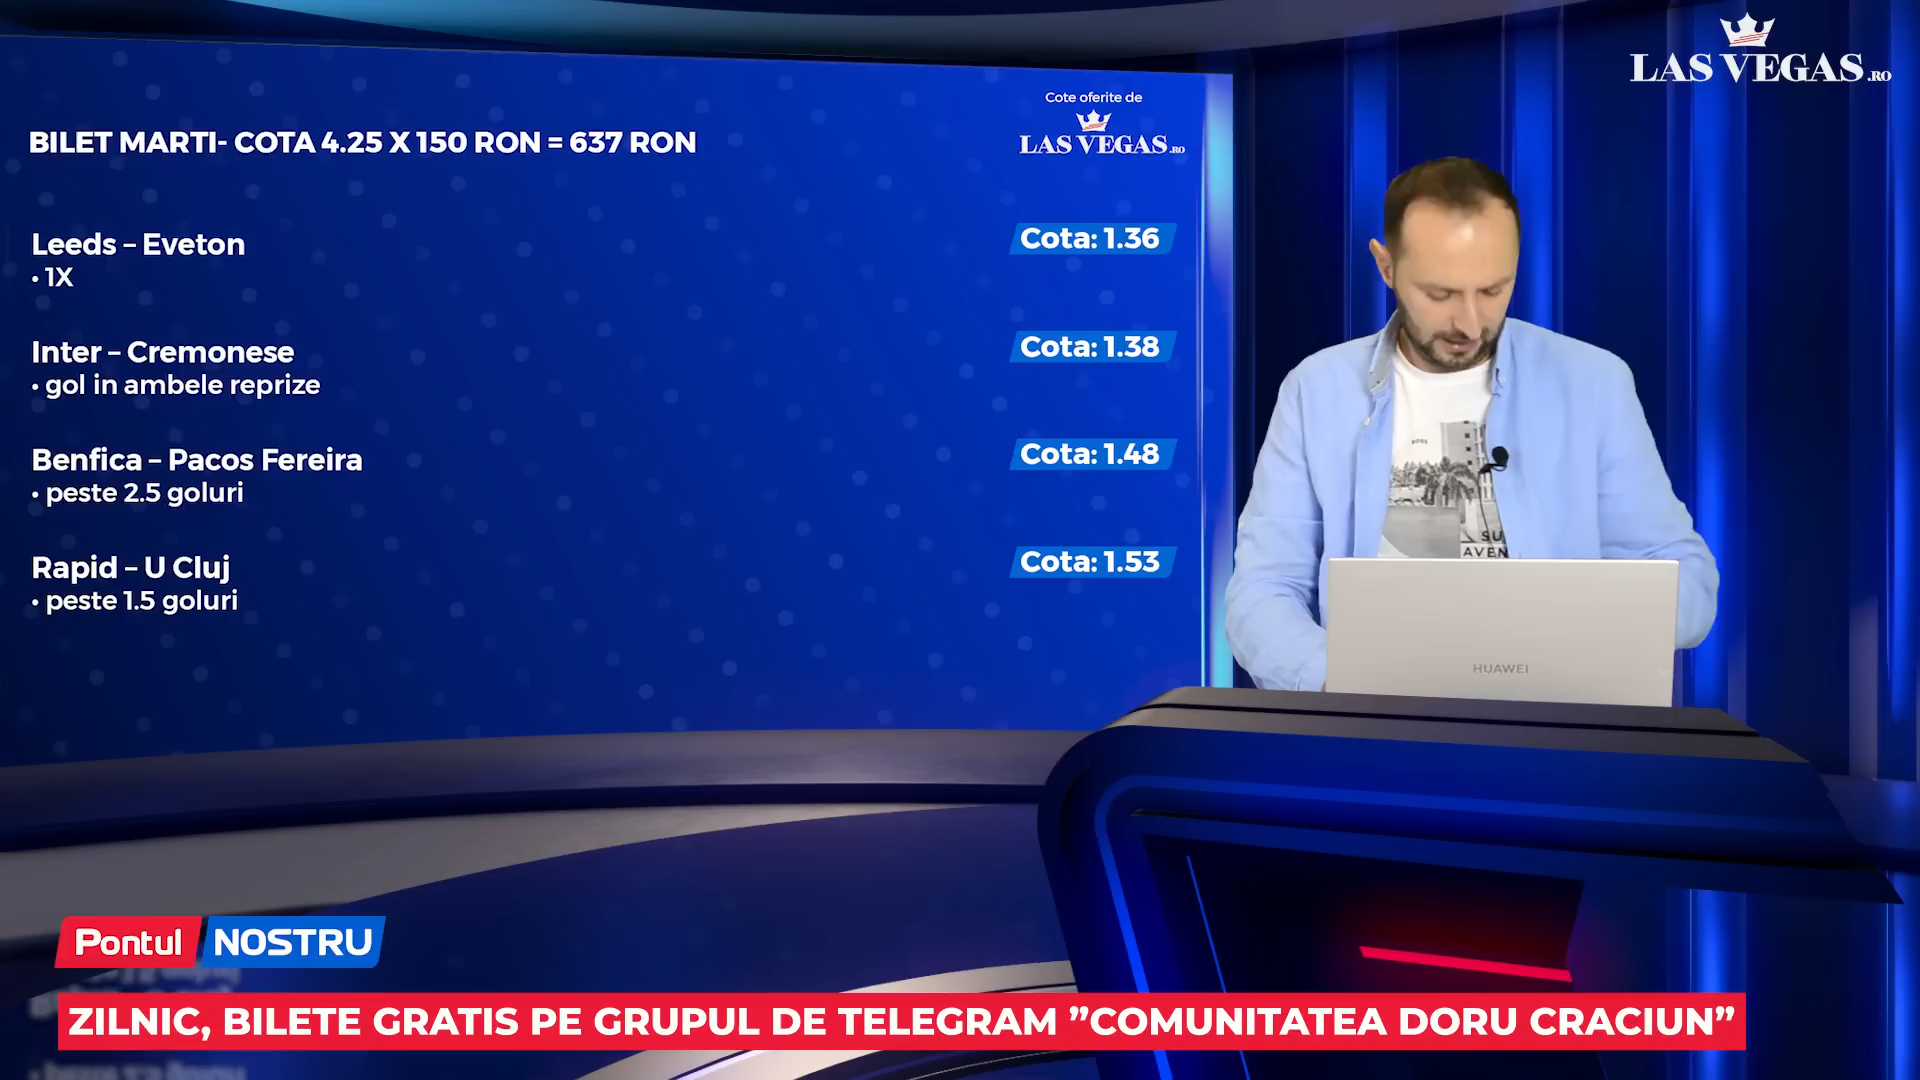 LAS VEGAS.RO
Cote oferite de
LAS VEGAS.RO
BILET MARTI- COTA 4.25 X 150 RON = 637 RON
Leeds – Eveton
Cota: 1.36
• 1X
Inter – Cremonese
Cota: 1.38
• gol in ambele reprize
Benfica – Pacos Fereira
Cota: 1.48
• peste 2.5 goluri
Rapid – U Cluj
Cota: 1.53
• peste 1.5 goluri
BOSS
SU
AVEN
HUAWEI
Pontul NOSTRU
ZILNIC, BILETE GRATIS PE GRUPUL DE TELEGRAM ”COMUNITATEA DORU CRACIUN”